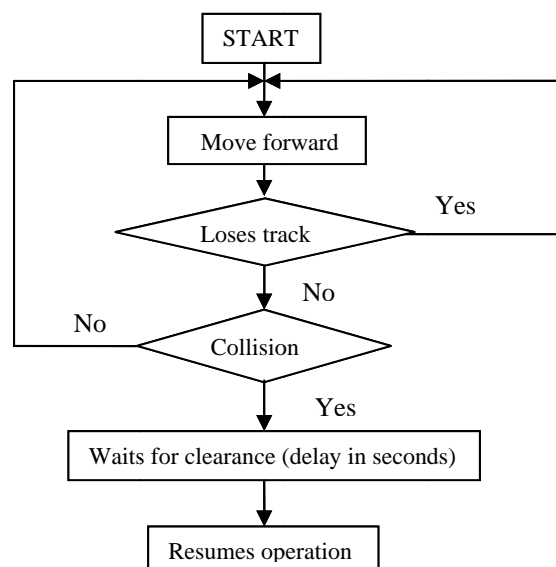 START
Move forward
Loses track
Yes
No
No
Collision
Yes
Waits for clearance (delay in seconds)
Resumes operation